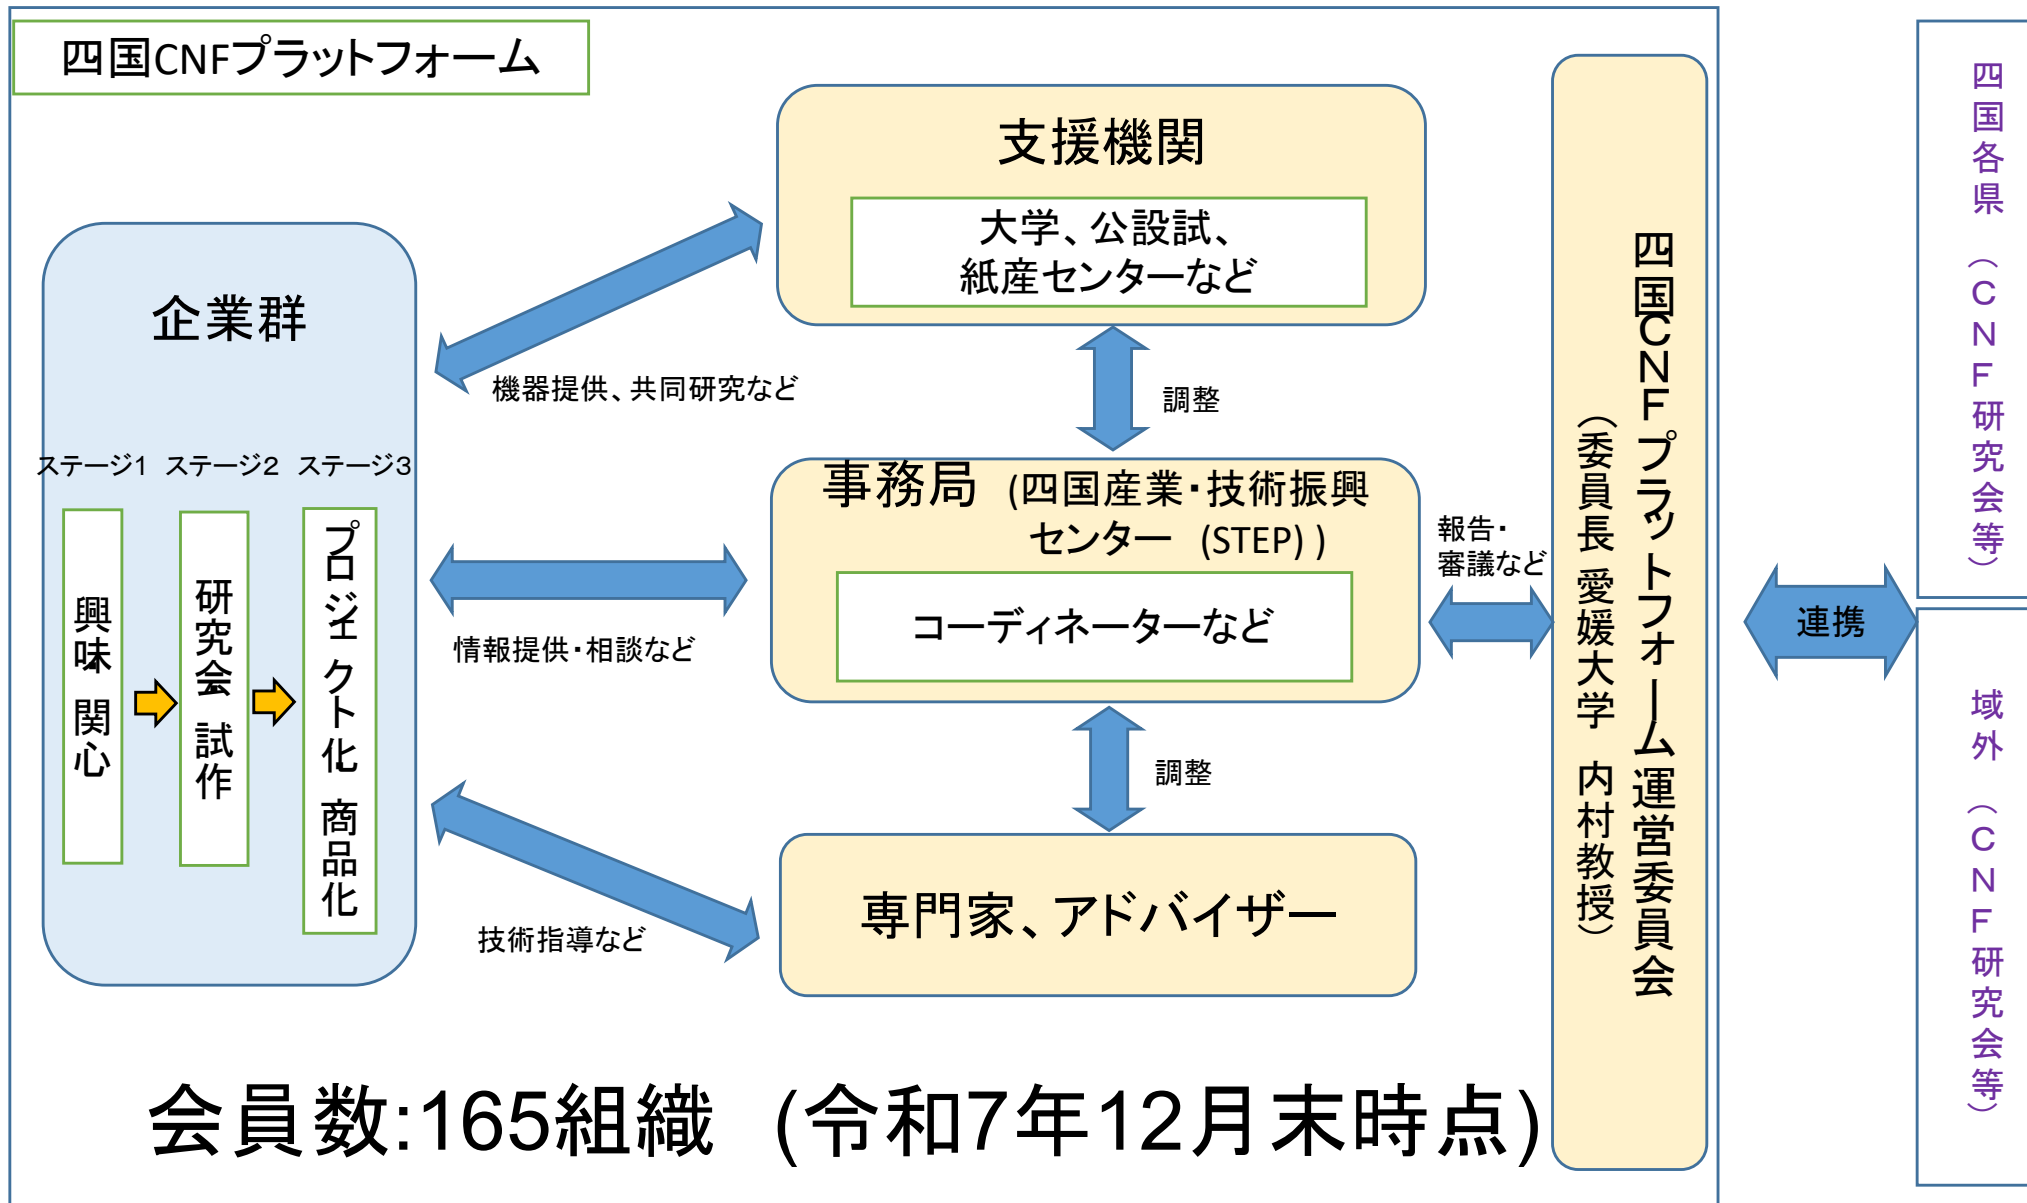 四国CNFプラットフォーム
支援機関
大学、公設試、
紙産センターなど
企業群
機器提供、共同研究など
調整
ステージ1
ステージ2
ステージ3
興味・関心
研究会・試作
プロジェクト化・商品化
事務局 (四国産業・技術振興
センター (STEP) )
コーディネーターなど
情報提供・相談など
報告・
審議など
調整
専門家、アドバイザー
技術指導など
四国CNFプラットフォーム運営委員会
(委員長 愛媛大学 内村教授)
連携
四国各県 (CNF研究会等)
域外 (CNF研究会等)
会員数:165組織 (令和7年12月末時点)